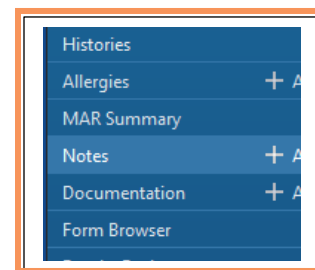 Histories
Allergies + A
MAR Summary
Notes + A
Documentation + A
Form Browser